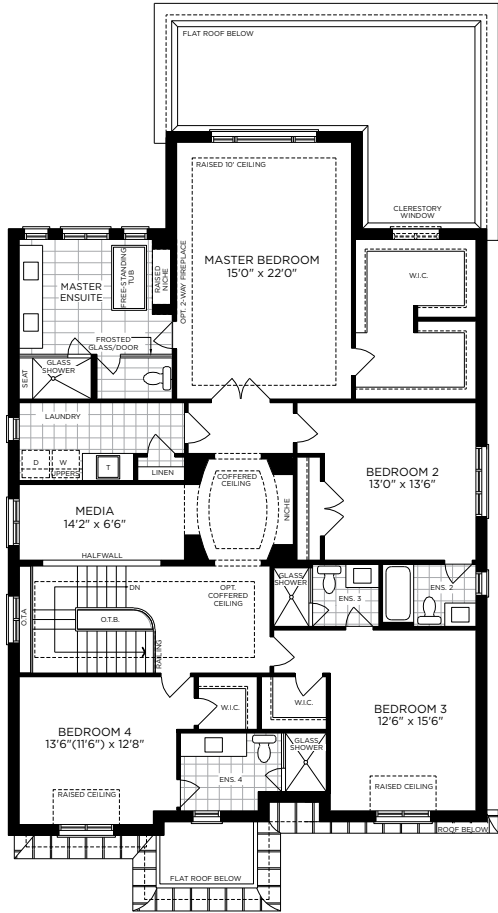 FLAT ROOF BELOW
RAISED 10' CEILING
CLERESTORY
WINDOW
MASTER BEDROOM
15'0" x 22'0"
OPT. 2-WAY FIREPLACE
W.I.C.
MASTER
ENSUITE
FREE-STANDING
TUB
RAISED
NICHE
FROSTED
GLASS/DOOR
GLASS
SHOWER
SEAT
LAUNDRY
D
W
UPPERS
T
LINEN
COFFERED
CEILING
BEDROOM 2
13'0" x 13'6"
MEDIA
14'2" x 6'6"
NICHE
HALFWALL
DN
OPT.
COFFERED
CEILING
GLASS
SHOWER
ENS. 3
ENS. 2
O.T.A
O.T.B.
RAILING
W.I.C.
W.I.C.
BEDROOM 3
12'6" x 15'6"
BEDROOM 4
13'6"(11'6") x 12'8"
GLASS
SHOWER
ENS. 4
RAISED CEILING
RAISED CEILING
ROOF BELOW
FLAT ROOF BELOW